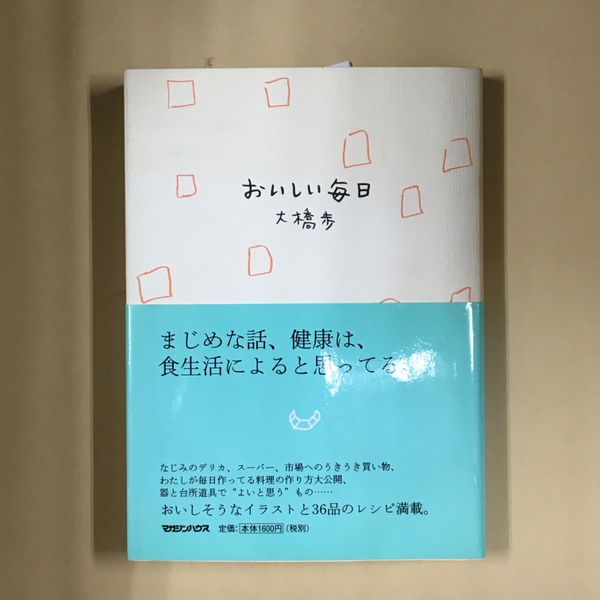 おいしい毎日
大橋歩
まじめな話、健康は、
食生活によると思ってる。
なじみのデリカ、スーパー、市場へのうきうき買い物、
わたしが毎日作ってる料理の作り方大公開、
器と台所道具で“よいと思う”もの……
おいしそうなイラストと36品のレシピ満載。
マガジンハウス 定価:本体1600円(税別)